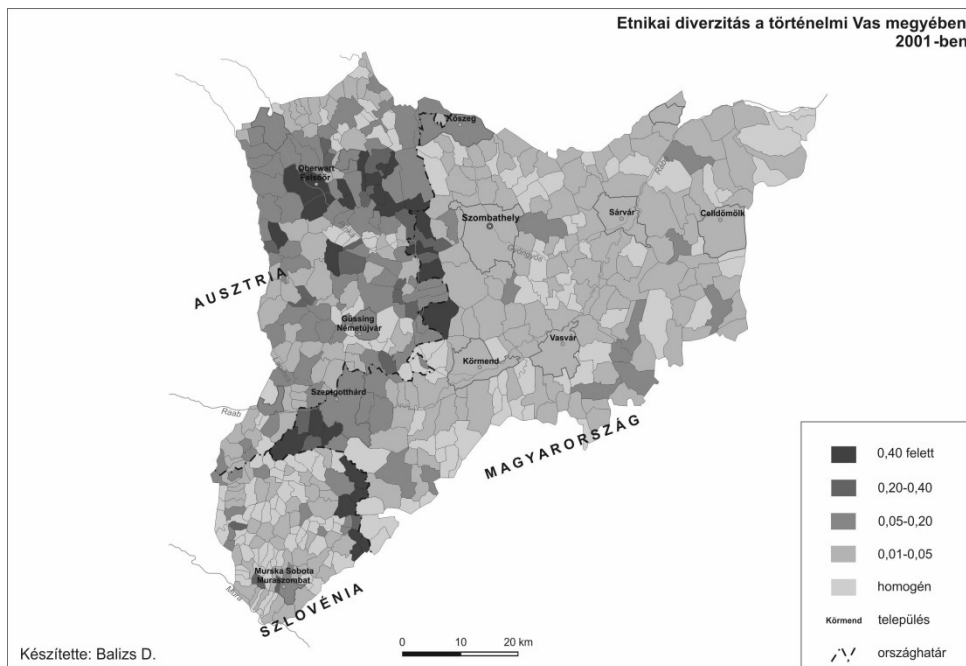 Etnikai diverzitás a történelmi Vas megyében
2001-ben
Kőszeg
Oberwart
Felsőőr
Rába
Szombathely
Sárvár
Celldömölk
Gyöngyös
AUSZTRIA
Güssing
Németújvár
Vasvár
Körmend
Szentgotthárd
Raab
MAGYARORSZÁG
Murska Sobota
Muraszombat
Mura
SZLOVÉNIA
0,40 felett
0,20-0,40
0,05-0,20
0,01-0,05
homogén
Körmend település
országhatár
0 10 20 km
Készítette: Balizs D.